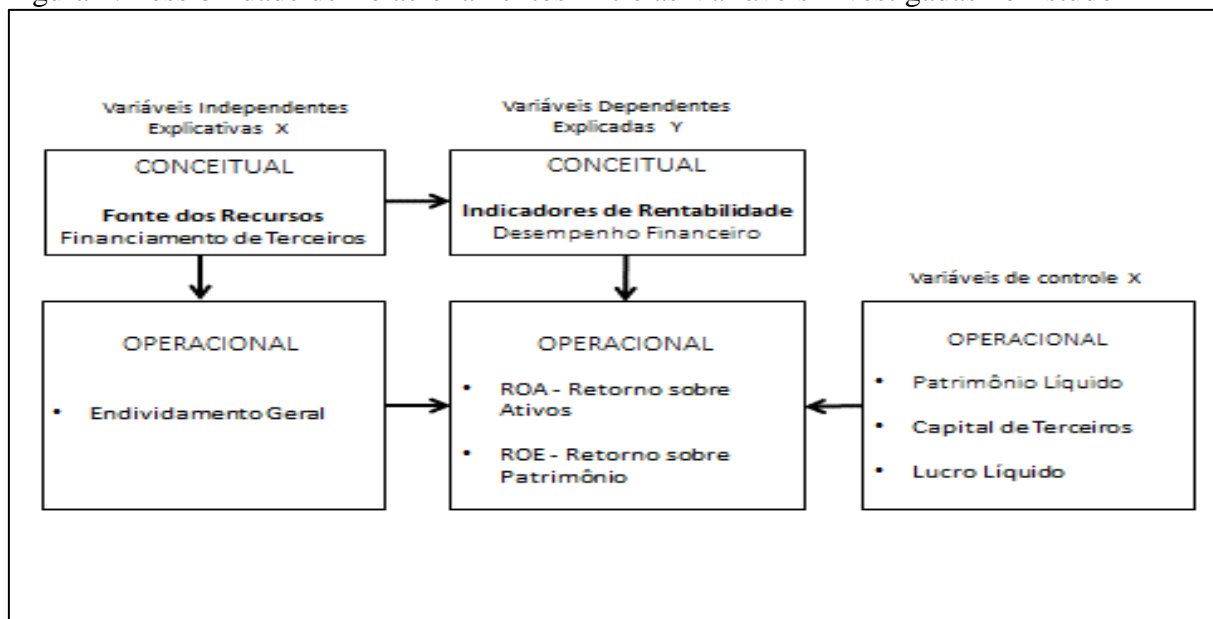 Variáveis Independentes
Explicativas X
Variáveis Dependentes
Explicadas Y
CONCEITUAL
Fonte dos Recursos
Financiamento de Terceiros
CONCEITUAL
Indicadores de Rentabilidade
Desempenho Financeiro
Variáveis de controle X
OPERACIONAL
• Endividamento Geral
OPERACIONAL
• ROA - Retorno sobre
Ativos
• ROE - Retorno sobre
Patrimônio
OPERACIONAL
• Patrimônio Líquido
• Capital de Terceiros
• Lucro Líquido